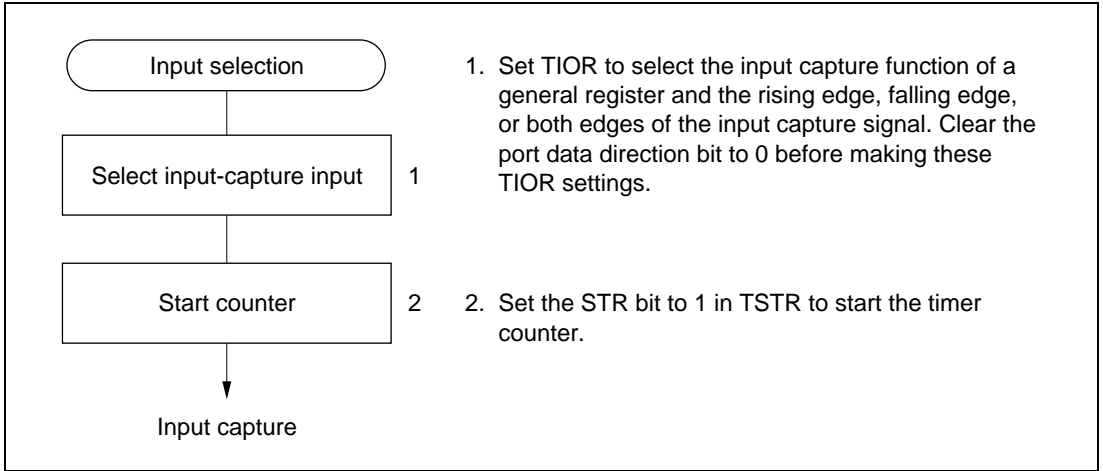 Input selection
Select input-capture input 1
Start counter 2
Input capture
1. Set TIOR to select the input capture function of a
general register and the rising edge, falling edge,
or both edges of the input capture signal. Clear the
port data direction bit to 0 before making these
TIOR settings.
2. Set the STR bit to 1 in TSTR to start the timer
counter.